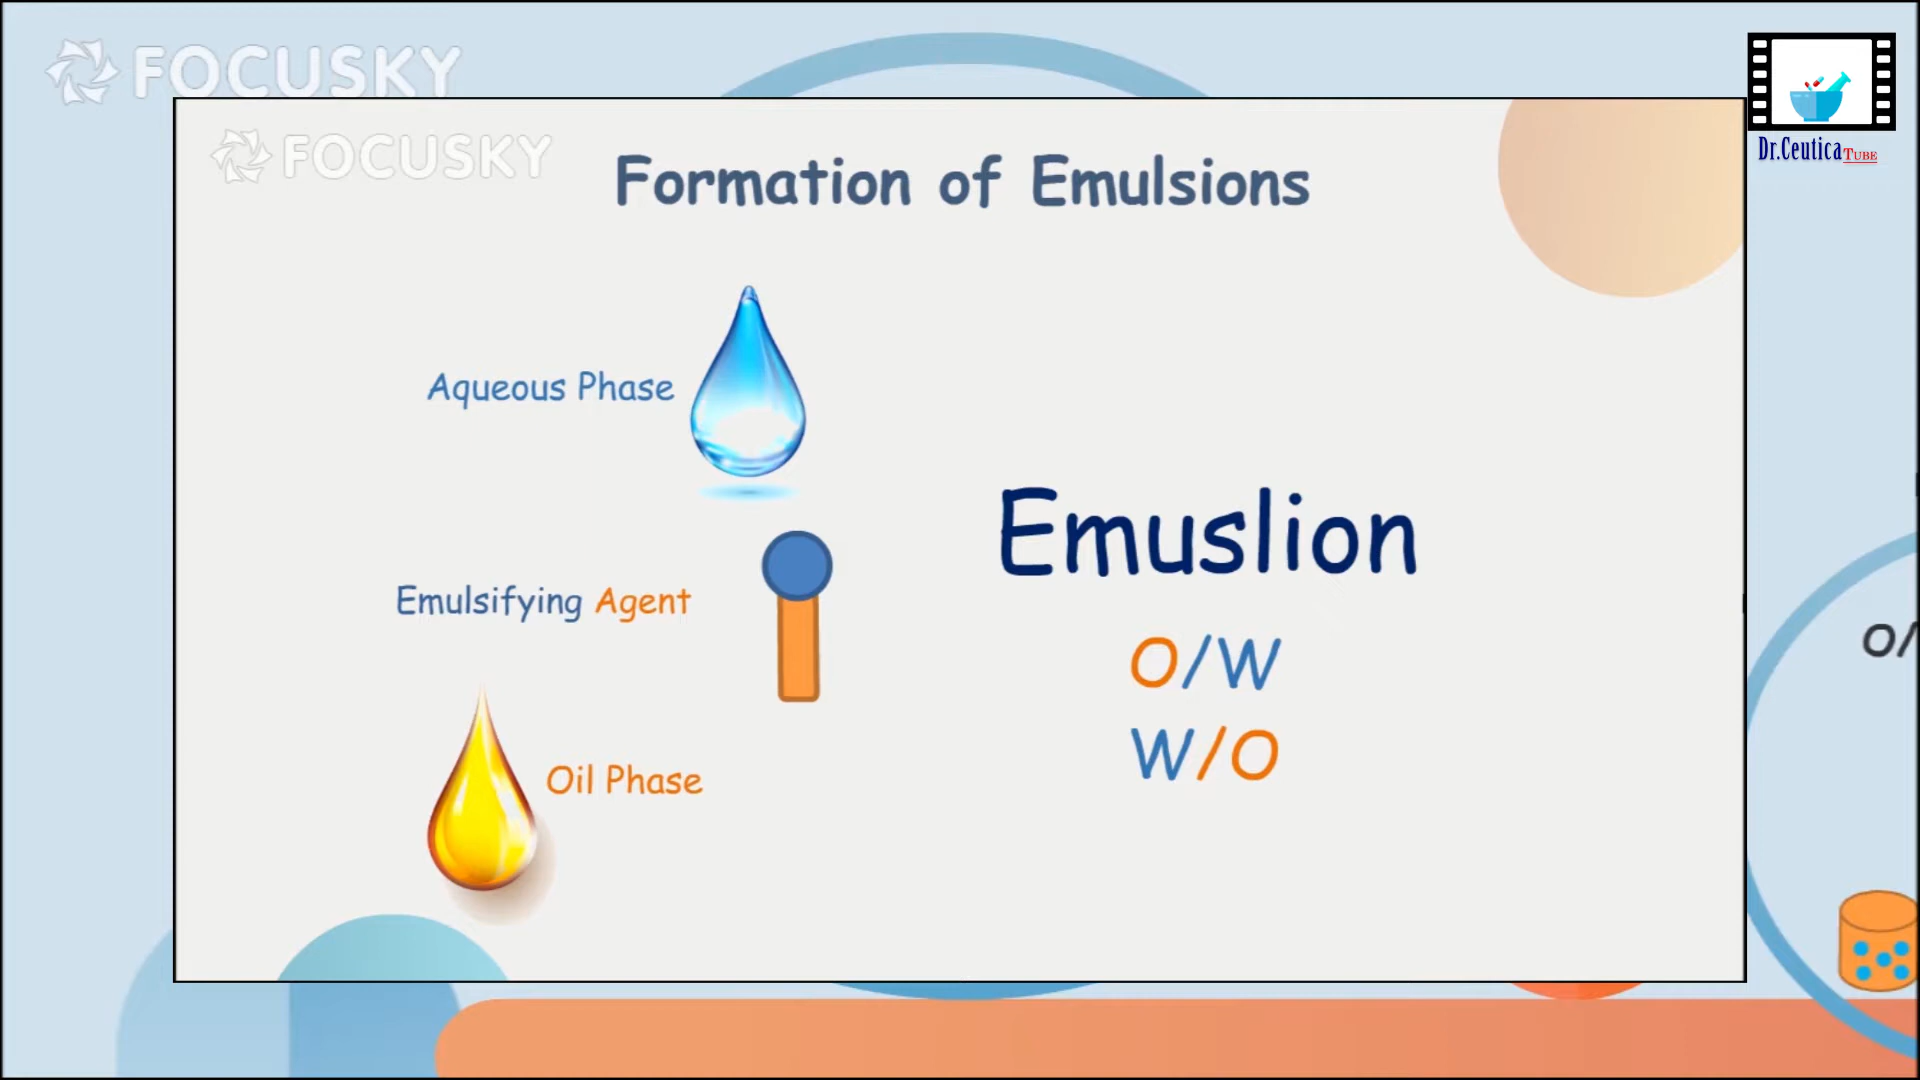 FOCUSKY
FOCUSKY
Dr.Ceutica TUBE
Formation of Emulsions
Aqueous Phase
Emulsifying Agent
Emuslion
O/W
W/O
Oil Phase
O/